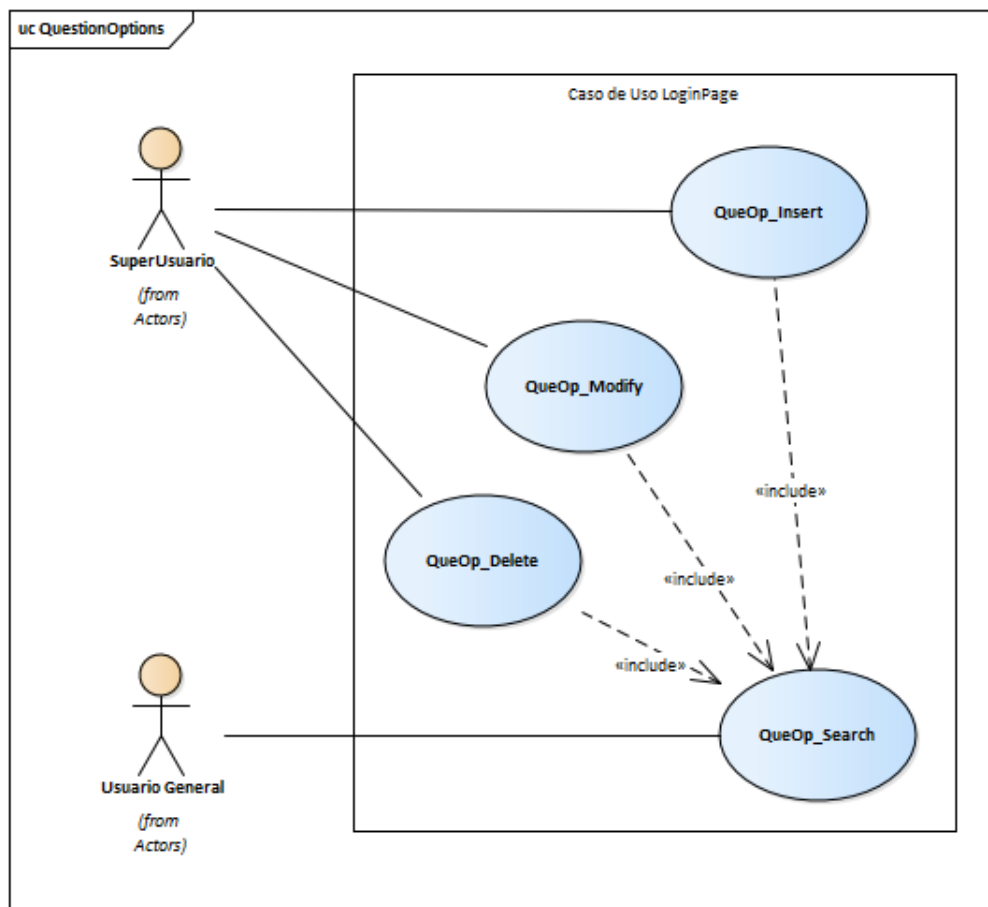 uc QuestionOptions
Caso de Uso LoginPage
QueOp_Insert
SuperUsuario
(from
Actors)
QueOp_Modify
«include»
QueOp_Delete
«include»
«include»
QueOp_Search
Usuario General
(from
Actors)